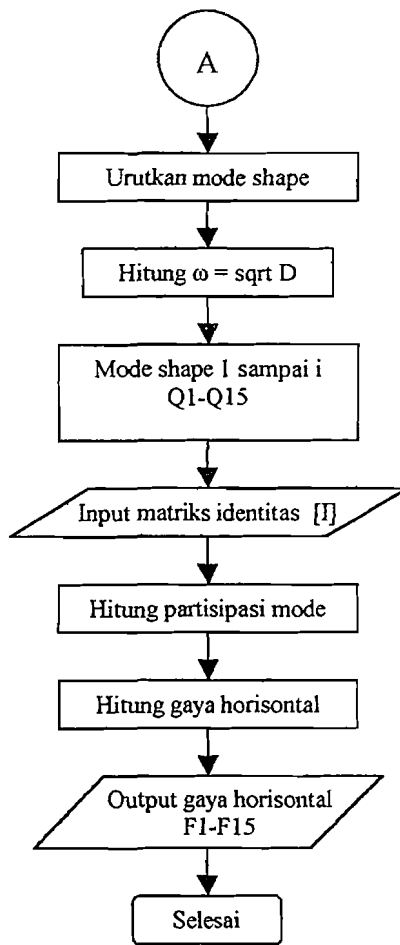 A
Urutkan mode shape
Hitung ω = sqrt D
Mode shape 1 sampai i
Q1-Q15
Input matriks identitas [I]
Hitung partisipasi mode
Hitung gaya horisontal
Output gaya horisontal
F1-F15
Selesai